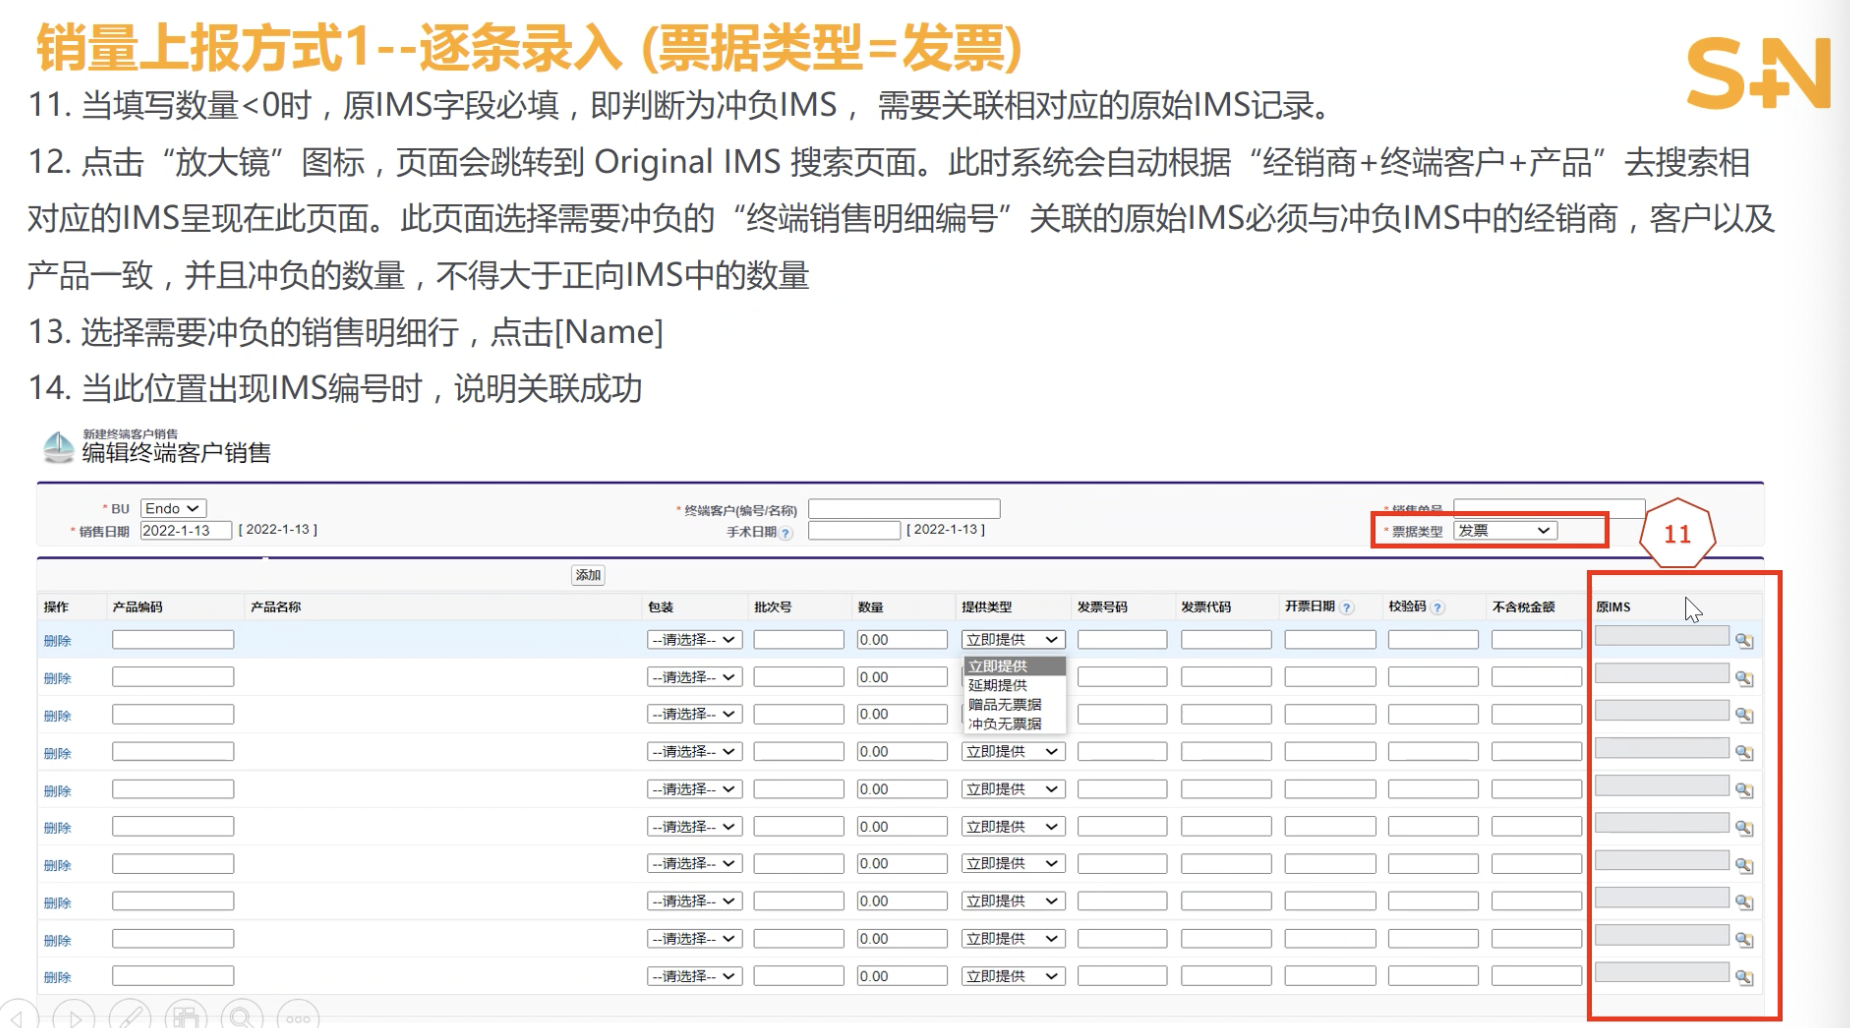 销量上报方式1--逐条录入 (票据类型=发票)
S+N
11. 当填写数量<0时，原IMS字段必填，即判断为冲负IMS， 需要关联相对应的原始IMS记录。
12. 点击“放大镜”图标，页面会跳转到 Original IMS 搜索页面。此时系统会自动根据“经销商+终端客户+产品”去搜索相
对应的IMS呈现在此页面。此页面选择需要冲负的“终端销售明细编号”关联的原始IMS必须与冲负IMS中的经销商，客户以及
产品一致，并且冲负的数量，不得大于正向IMS中的数量
13. 选择需要冲负的销售明细行，点击[Name]
14. 当此位置出现IMS编号时，说明关联成功
新建终端客户销售
编辑终端客户销售
* BU Endo * 终端客户(编号/名称) * 销售单号
* 销售日期 2022-1-13 [ 2022-1-13 ] 手术日期 ? [ 2022-1-13 ] * 票据类型 发票 11
添加
操作 产品编码 产品名称 包装 批次号 数量 提供类型 发票号码 发票代码 开票日期 ? 校验码 ? 不含税金额 原IMS
删除 --请选择-- 0.00 立即提供
立即提供
删除 --请选择-- 0.00 延期提供
赠品无票据
删除 --请选择-- 0.00 冲负无票据
删除 --请选择-- 0.00 立即提供
删除 --请选择-- 0.00 立即提供
删除 --请选择-- 0.00 立即提供
删除 --请选择-- 0.00 立即提供
删除 --请选择-- 0.00 立即提供
删除 --请选择-- 0.00 立即提供
删除 --请选择-- 0.00 立即提供